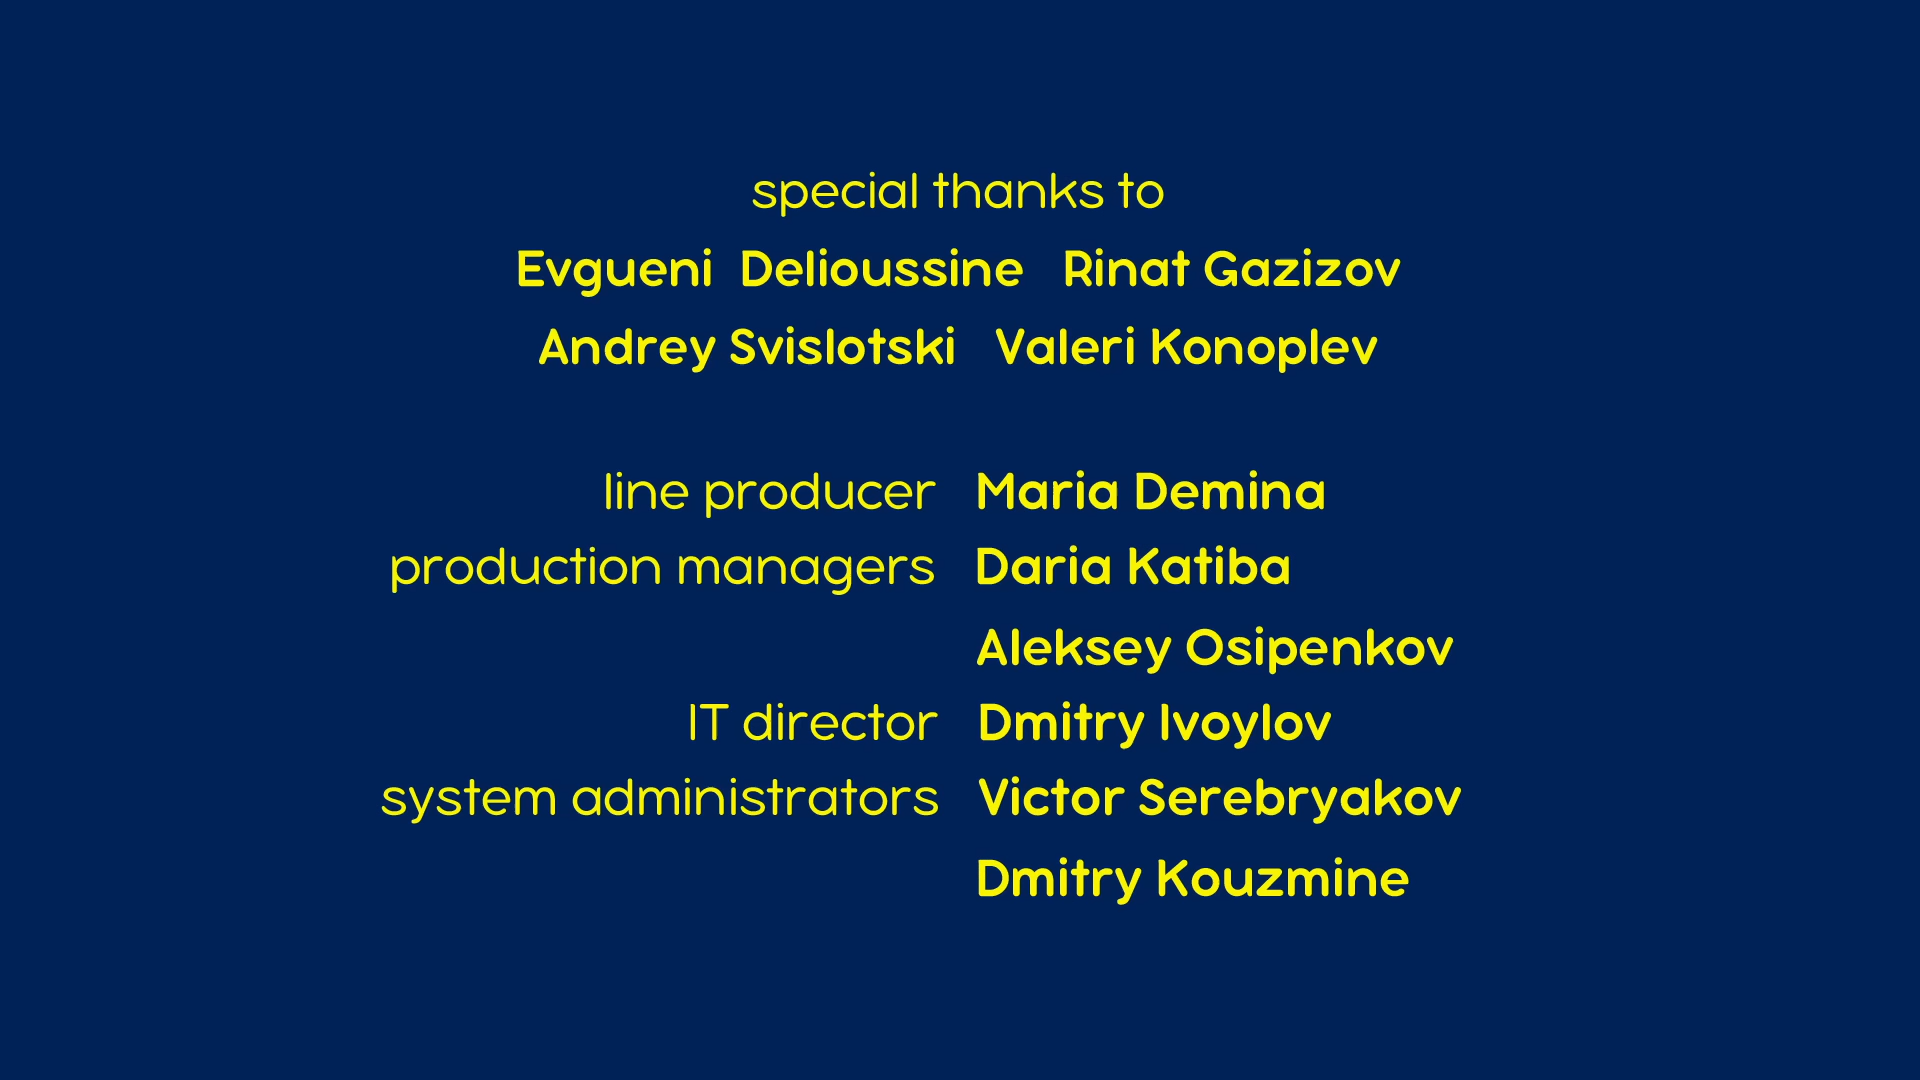 special thanks to
Evgueni Delioussine Rinat Gazizov
Andrey Svislotski Valeri Konoplev
line producer Maria Demina
production managers Daria Katiba
Aleksey Osipenkov
IT director Dmitry Ivoylov
system administrators Victor Serebryakov
Dmitry Kouzmine